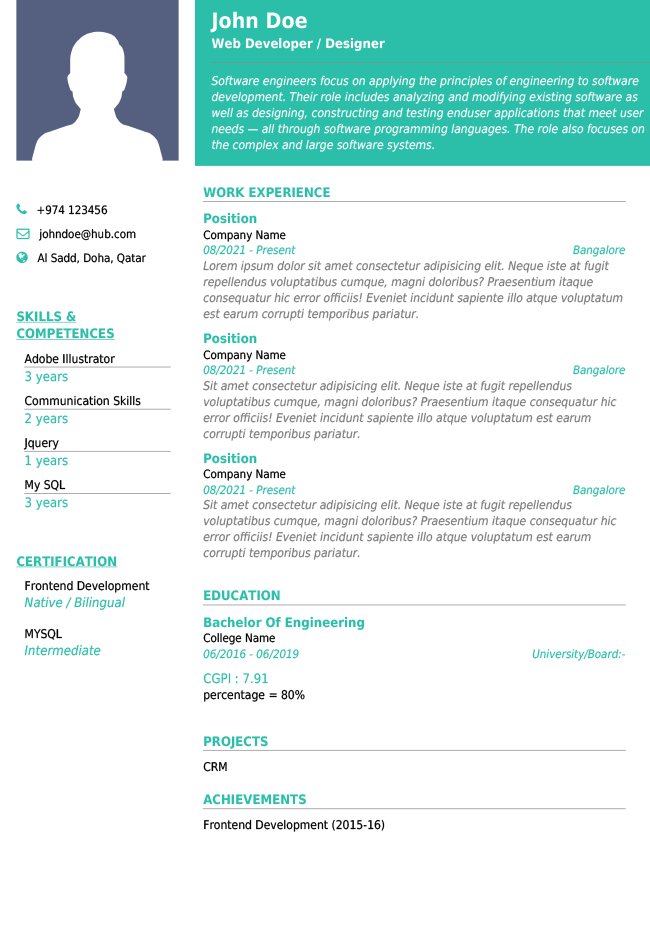 John Doe
Web Developer / Designer
Software engineers focus on applying the principles of engineering to software
development. Their role includes analyzing and modifying existing software as
well as designing, constructing and testing enduser applications that meet user
needs — all through software programming languages. The role also focuses on
the complex and large software systems.
+974 123456
johndoe@hub.com
Al Sadd, Doha, Qatar
SKILLS &
COMPETENCES
Adobe Illustrator
3 years
Communication Skills
2 years
Jquery
1 years
My SQL
3 years
CERTIFICATION
Frontend Development
Native / Bilingual
MYSQL
Intermediate
WORK EXPERIENCE
Position
Company Name
08/2021 - Present Bangalore
Lorem ipsum dolor sit amet consectetur adipisicing elit. Neque iste at fugit
repellendus voluptatibus cumque, magni doloribus? Praesentium itaque
consequatur hic error officiis! Eveniet incidunt sapiente illo atque voluptatum
est earum corrupti temporibus pariatur.
Position
Company Name
08/2021 - Present Bangalore
Sit amet consectetur adipisicing elit. Neque iste at fugit repellendus
voluptatibus cumque, magni doloribus? Praesentium itaque consequatur hic
error officiis! Eveniet incidunt sapiente illo atque voluptatum est earum
corrupti temporibus pariatur.
Position
Company Name
08/2021 - Present Bangalore
Sit amet consectetur adipisicing elit. Neque iste at fugit repellendus
voluptatibus cumque, magni doloribus? Praesentium itaque consequatur hic
error officiis! Eveniet incidunt sapiente illo atque voluptatum est earum
corrupti temporibus pariatur.
EDUCATION
Bachelor Of Engineering
College Name
06/2016 - 06/2019 University/Board:-
CGPI : 7.91
percentage = 80%
PROJECTS
CRM
ACHIEVEMENTS
Frontend Development (2015-16)